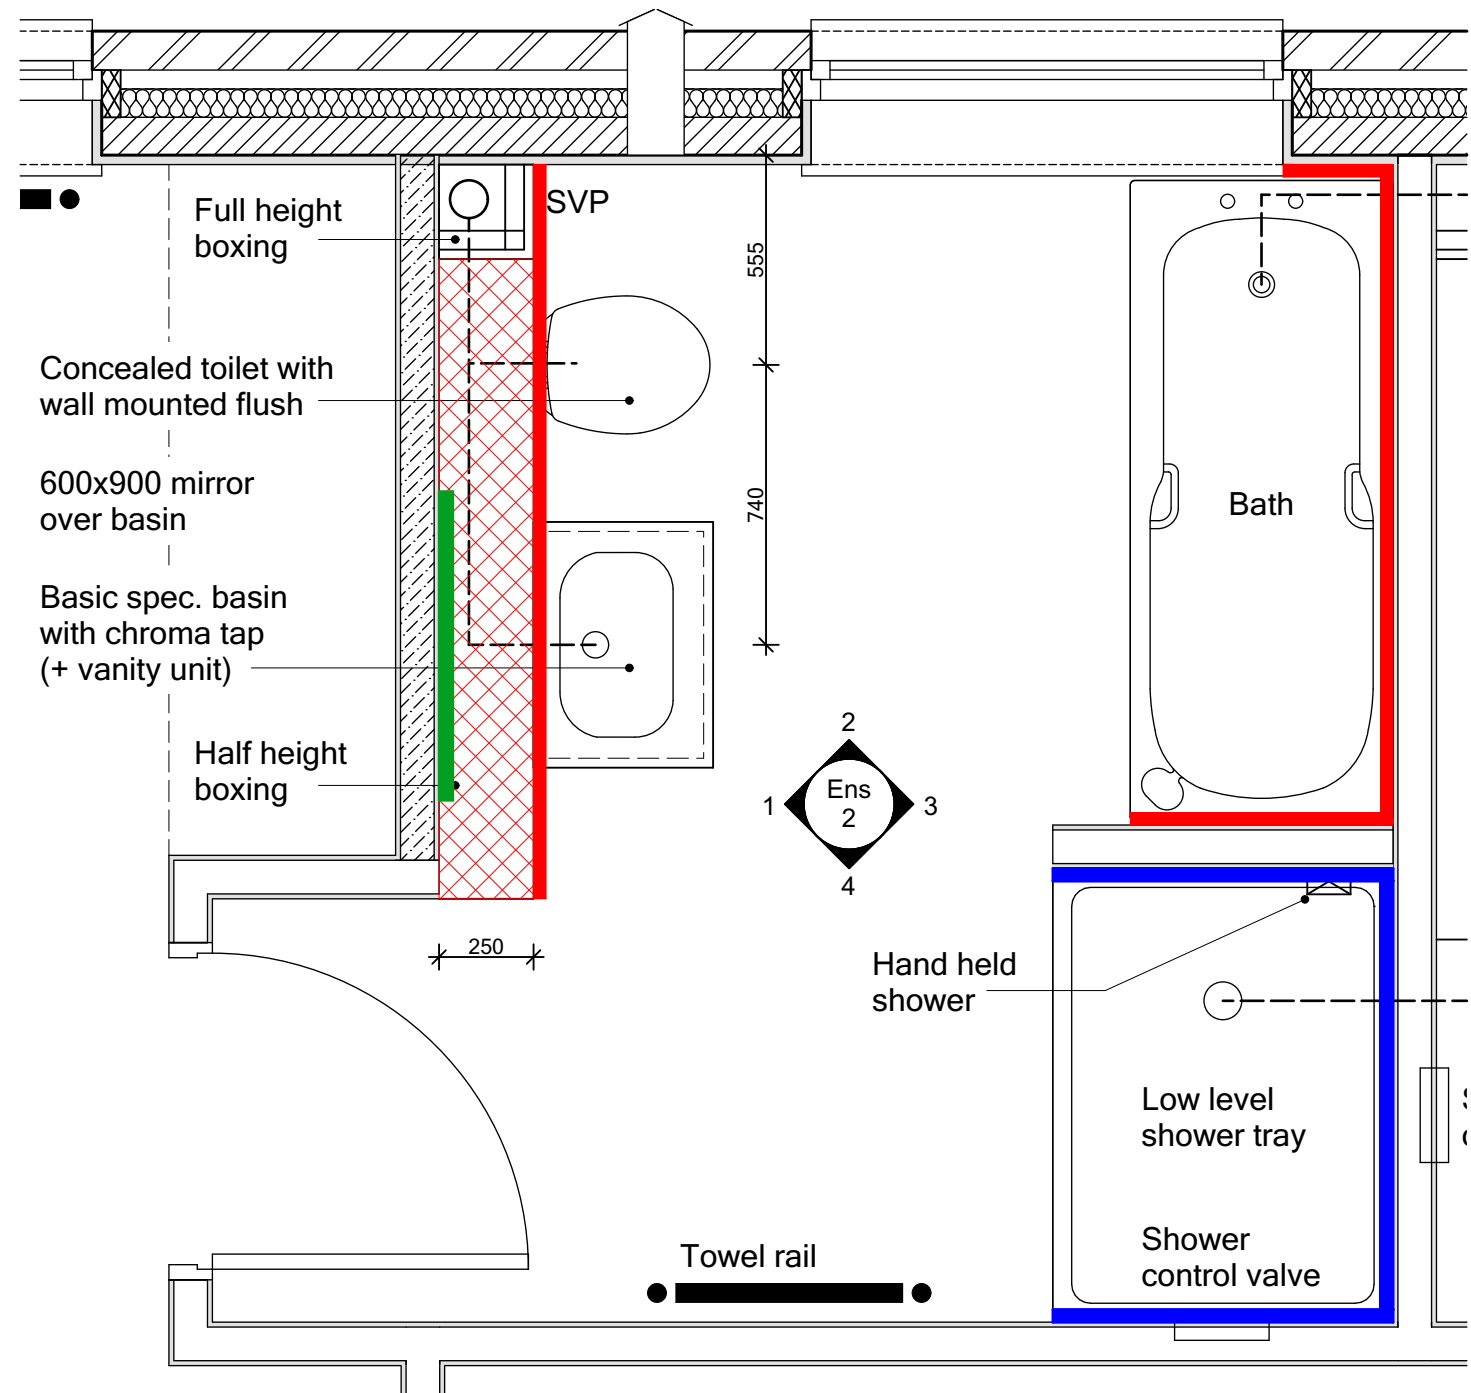 Full height
boxing
SVP
555
Concealed toilet with
wall mounted flush
600x900 mirror
over basin
740
Bath
Basic spec. basin
with chroma tap
(+ vanity unit)
Half height
boxing
2
1
Ens
2
3
4
250
Hand held
shower
Low level
shower tray
Shower
control valve
Towel rail